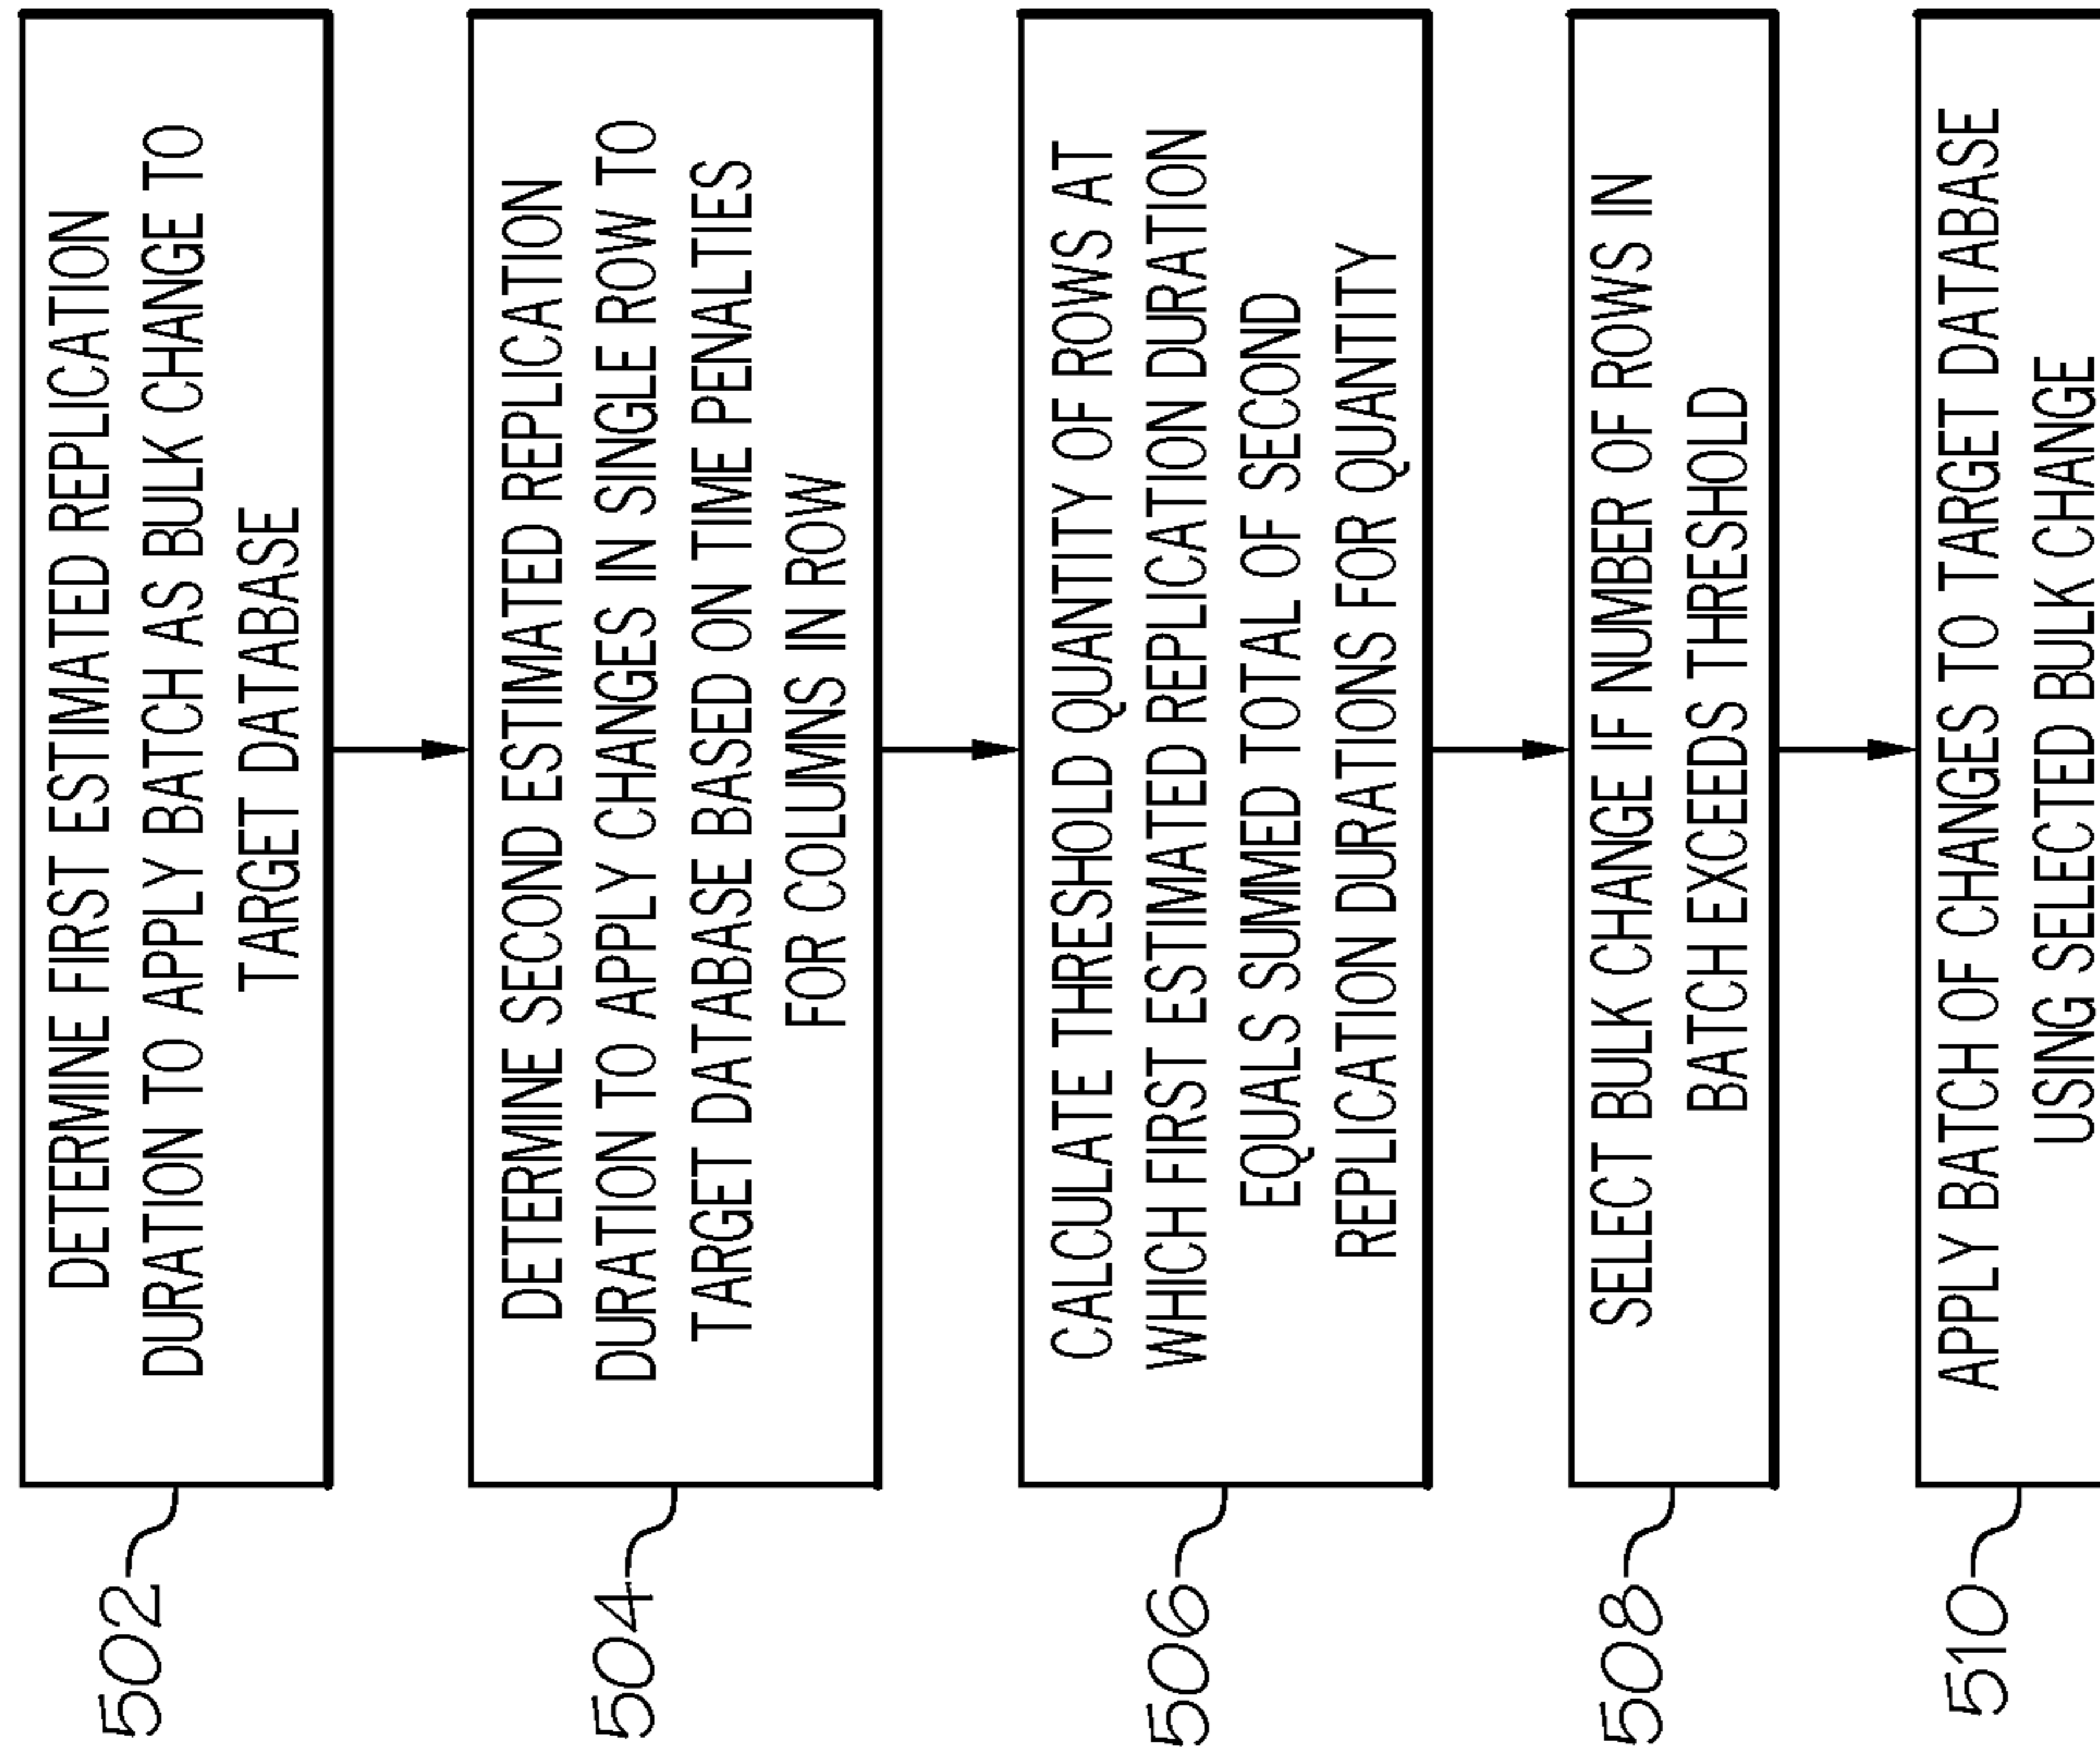 502
DETERMINE FIRST ESTIMATED REPLICATION
DURATION TO APPLY BATCH AS BULK CHANGE TO
TARGET DATABASE
504
DETERMINE SECOND ESTIMATED REPLICATION
DURATION TO APPLY CHANGES IN SINGLE ROW TO
TARGET DATABASE BASED ON TIME PENALTIES
FOR COLUMNS IN ROW
506
CALCULATE THRESHOLD QUANTITY OF ROWS AT
WHICH FIRST ESTIMATED REPLICATION DURATION
EQUALS SUMMED TOTAL OF SECOND
REPLICATION DURATIONS FOR QUANTITY
508
SELECT BULK CHANGE IF NUMBER OF ROWS IN
BATCH EXCEEDS THRESHOLD
510
APPLY BATCH OF CHANGES TO TARGET DATABASE
USING SELECTED BULK CHANGE